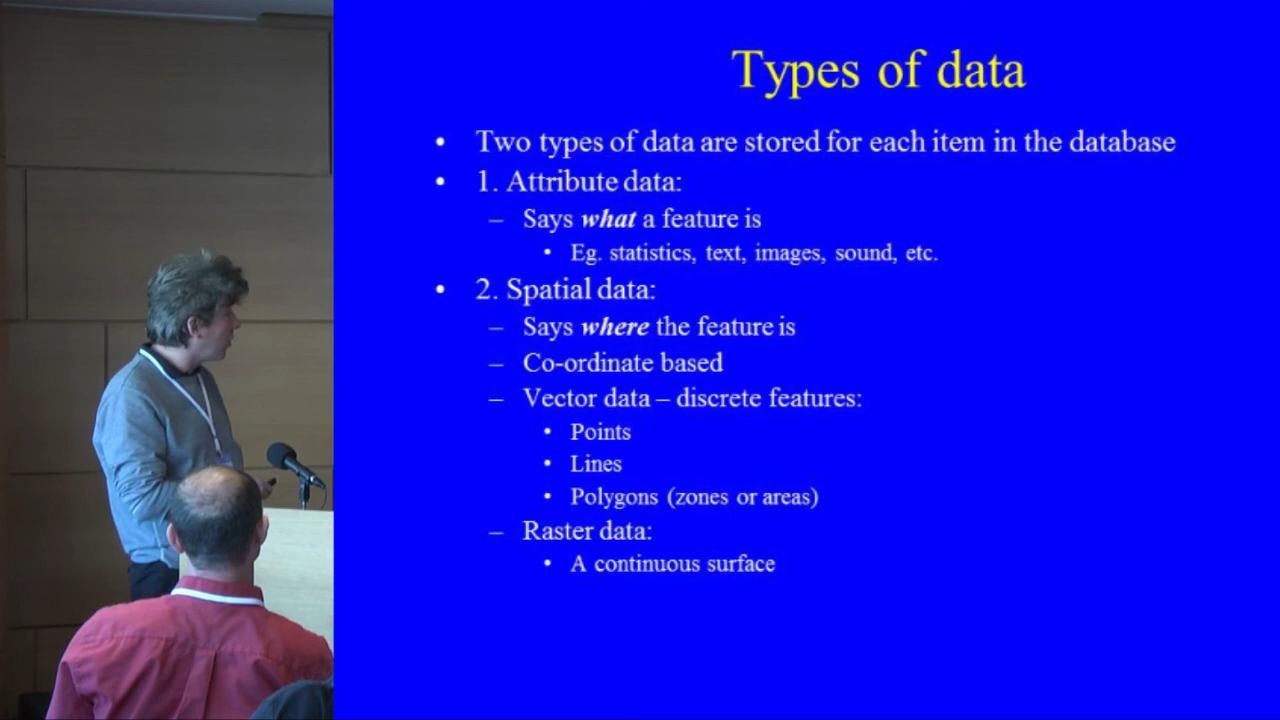 Types of data
• Two types of data are stored for each item in the database
• 1. Attribute data:
– Says what a feature is
• Eg. statistics, text, images, sound, etc.
• 2. Spatial data:
– Says where the feature is
– Co-ordinate based
– Vector data – discrete features:
• Points
• Lines
• Polygons (zones or areas)
– Raster data:
• A continuous surface